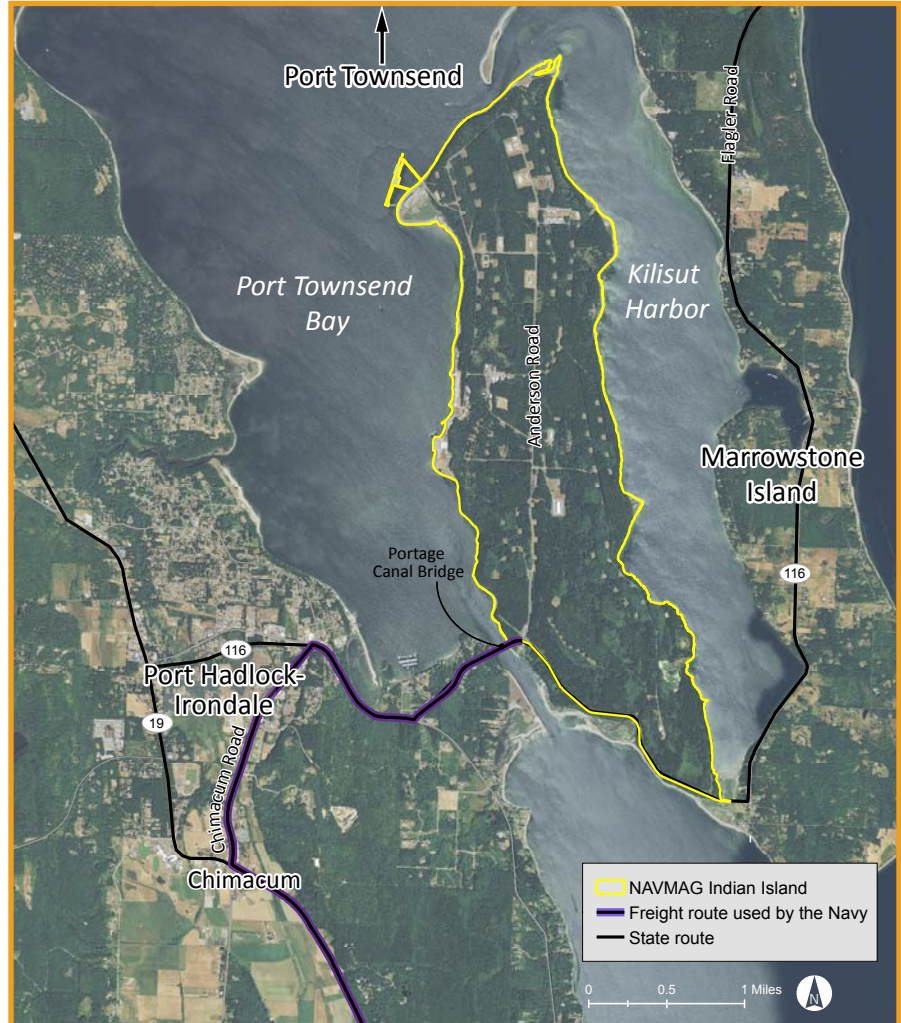 Port Townsend
Flagler Road
Port Townsend
Bay
Kilisut
Harbor
Anderson Road
Marrowstone
Island
Portage
Canal Bridge
116
116
Port Hadlock-
Irondale
19
Chimacum Road
Chimacum
NAVMAG Indian Island
Freight route used by the Navy
State route
0 0.5 1 Miles
N